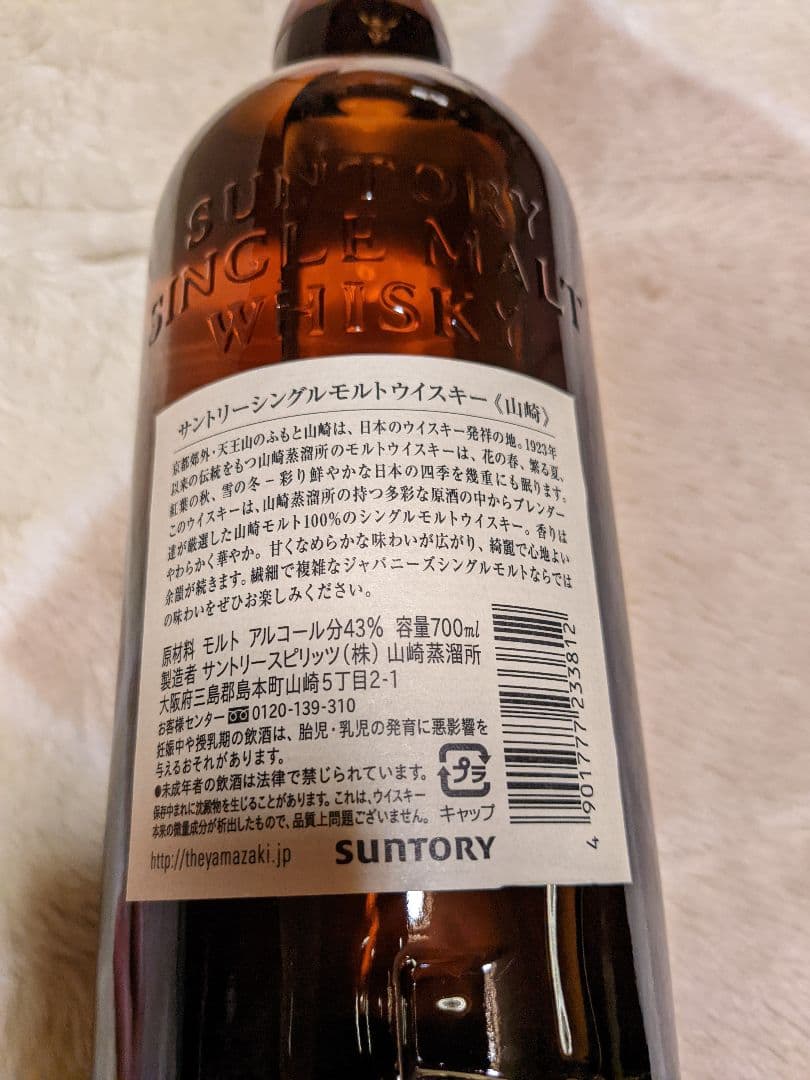 SUNTORY
SINGLE MALT
WHISKY
サントリーシングルモルトウイスキー《山崎》
京都郊外・天王山のふもと山崎は、日本のウイスキー発祥の地。1923年
以来の伝統をもつ山崎蒸溜所のモルトウイスキーは、花の春、繁る夏、
紅葉の秋、雪の冬－彩り鮮やかな日本の四季を幾重にも眠ります。
このウイスキーは、山崎蒸溜所の持つ多彩な原酒の中からブレンダー
達が厳選した山崎モルト100%のシングルモルトウイスキー。香りは
やわらかく華やか。甘くなめらかな味わいが広がり、綺麗で心地よい
余韻が続きます。繊細で複雑なジャパニーズシングルモルトならでは
の味わいをぜひお楽しみください。
原材料 モルト アルコール分43% 容量700ml
製造者 サントリースピリッツ(株) 山崎蒸溜所
大阪府三島郡島本町山崎5丁目2-1
お客様センター 0120-139-310
妊娠中や授乳期の飲酒は、胎児・乳児の発育に悪影響を
与えるおそれがあります。
●未成年者の飲酒は法律で禁じられています。
保存中まれに沈殿物を生じることがあります。これは、ウイスキー
本来の微量成分が析出したもので、品質上問題ございません。
プラ
キャップ
http://theyamazaki.jp
SUNTORY
4 901777 233812